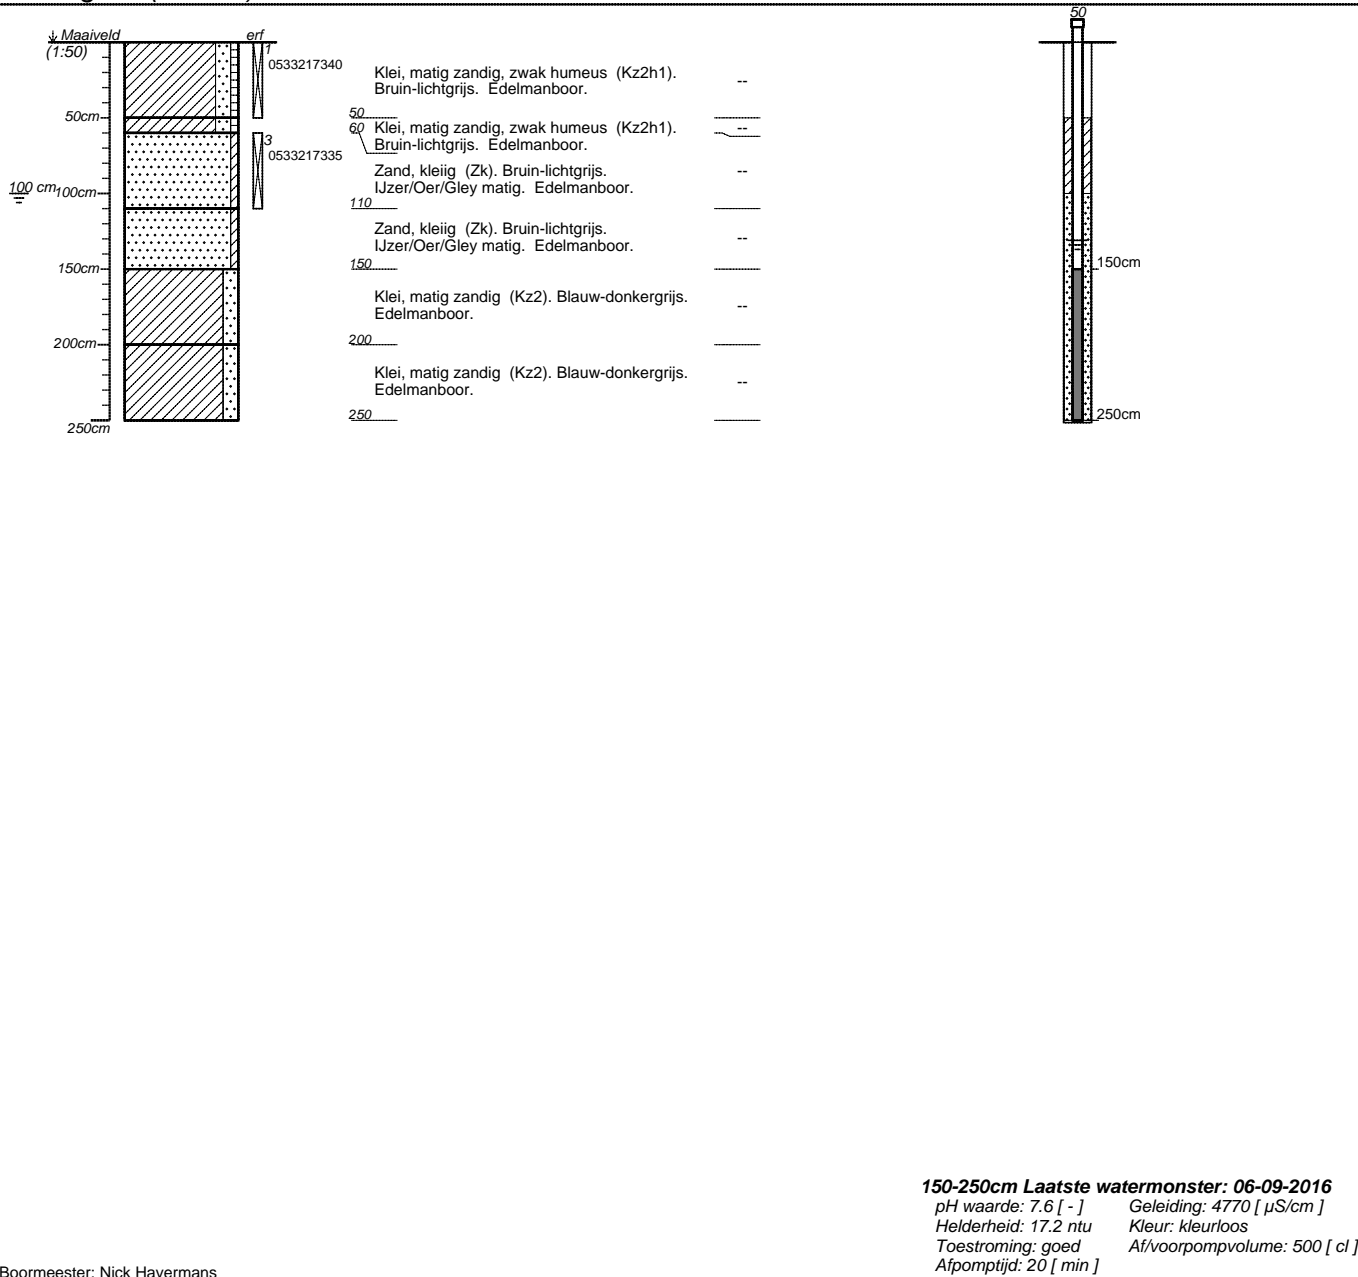 50
Maaiveld
erf
(1:50)
1
0533217340
Klei, matig zandig, zwak humeus (Kz2h1).
Bruin-lichtgrijs. Edelmanboor.
--
50cm
50
60
Klei, matig zandig, zwak humeus (Kz2h1).
Bruin-lichtgrijs. Edelmanboor.
--
3
0533217335
Zand, kleiig (Zk). Bruin-lichtgrijs.
IJzer/Oer/Gley matig. Edelmanboor.
--
100 cm
100cm
110
Zand, kleiig (Zk). Bruin-lichtgrijs.
IJzer/Oer/Gley matig. Edelmanboor.
--
150cm
150
150cm
Klei, matig zandig (Kz2). Blauw-donkergrijs.
Edelmanboor.
--
200cm
200
Klei, matig zandig (Kz2). Blauw-donkergrijs.
Edelmanboor.
--
250cm
250
250cm
150-250cm Laatste watermonster: 06-09-2016
pH waarde: 7.6 [ - ] Geleiding: 4770 [ µS/cm ]
Helderheid: 17.2 ntu Kleur: kleurloos
Toestroming: goed Af/voorpompvolume: 500 [ cl ]
Afpomptijd: 20 [ min ]
Boormeester: Nick Havermans